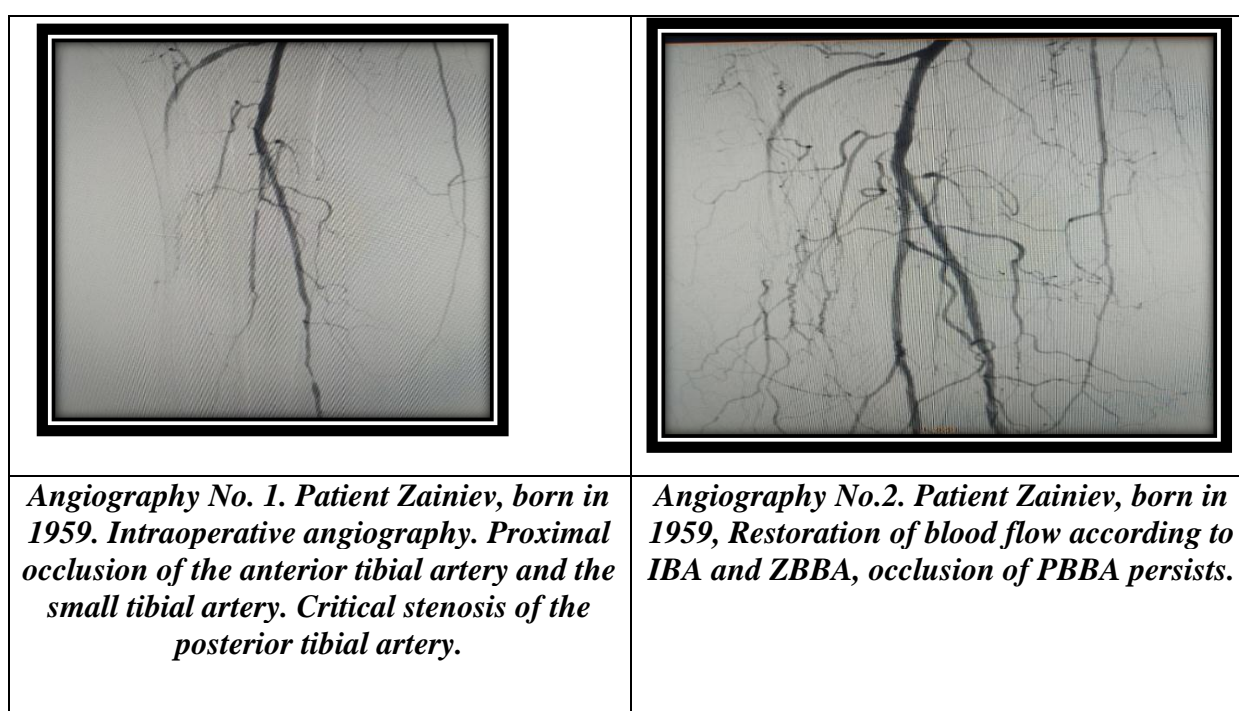 Angiography No. 1. Patient Zainiev, born in
1959. Intraoperative angiography. Proximal
occlusion of the anterior tibial artery and the
small tibial artery. Critical stenosis of the
posterior tibial artery.
Angiography No.2. Patient Zainiev, born in
1959, Restoration of blood flow according to
IBA and ZBBA, occlusion of PBBA persists.